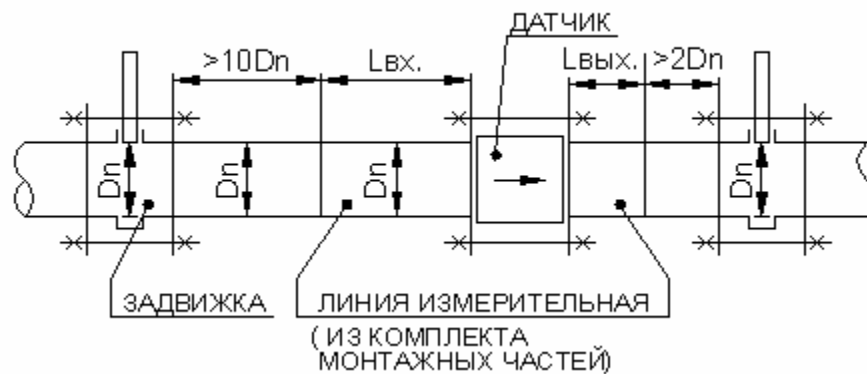 ДАТЧИК
>10Dn
Lвх.
Lвых.
>2Dn
Dn
Dn
Dn
Dn
ЗАДВИЖКА
ЛИНИЯ ИЗМЕРИТЕЛЬНАЯ
(ИЗ КОМПЛЕКТА
МОНТАЖНЫХ ЧАСТЕЙ)